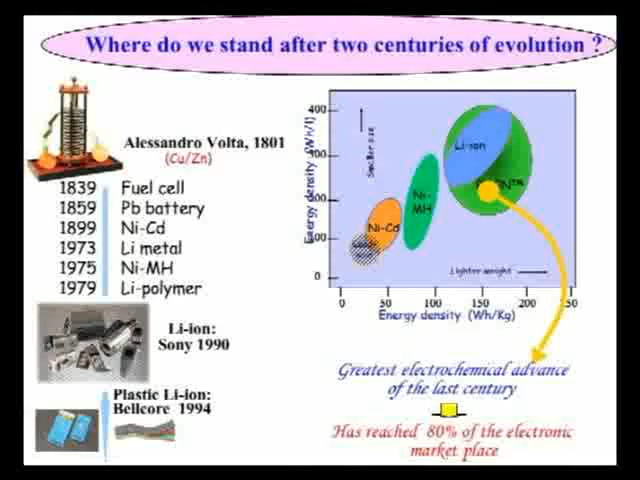 Where do we stand after two centuries of evolution ?
Alessandro Volta, 1801
(Cu/Zn)
1839 Fuel cell
1859 Pb battery
1899 Ni-Cd
1973 Li metal
1975 Ni-MH
1979 Li-polymer
Li-ion:
Sony 1990
Plastic Li-ion:
Bellcore 1994
Energy density (Wh/l)
400
300
200
100
0
Smaller size
Li-ion
Ni-
MH
Ni-Cd
Lighter weight
0 50 100 150 200 250
Energy density (Wh/Kg)
Greatest electrochemical advance
of the last century
Has reached 80% of the electronic
market place